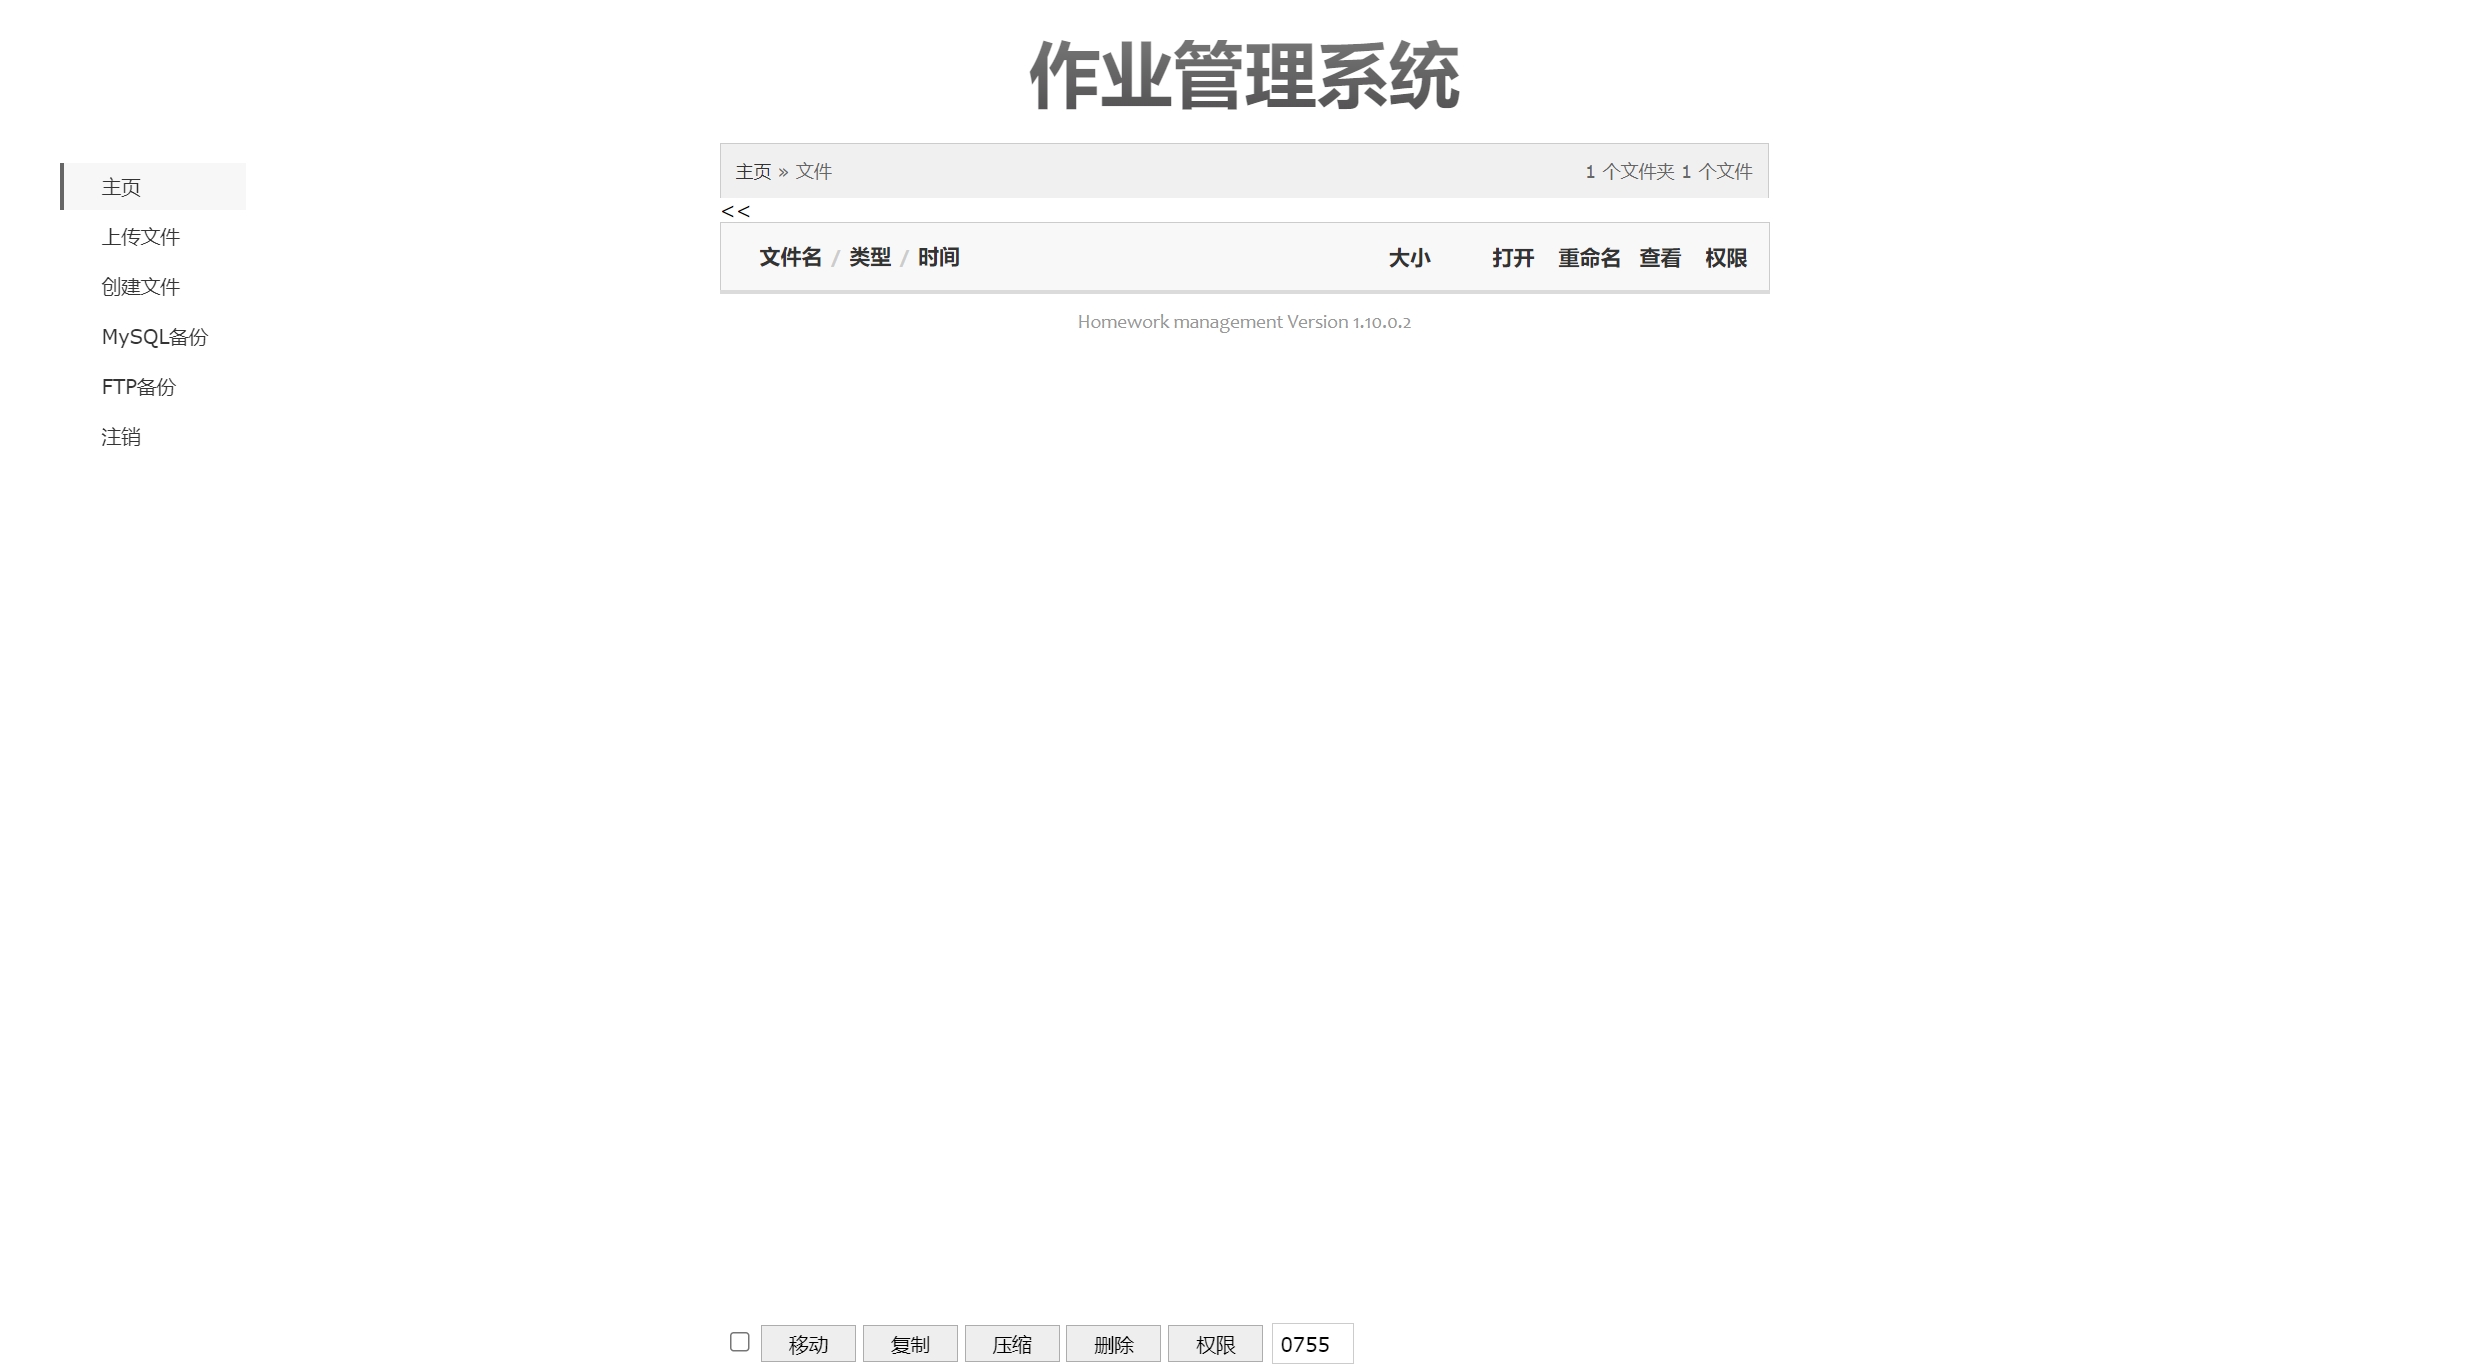 作业管理系统
主页 » 文件 1 个文件夹 1 个文件
主页
上传文件
创建文件
MySQL备份
FTP备份
注销
<<
文件名 / 类型 / 时间 大小 打开 重命名 查看 权限
Homework management Version 1.10.0.2
移动 复制 压缩 删除 权限 0755